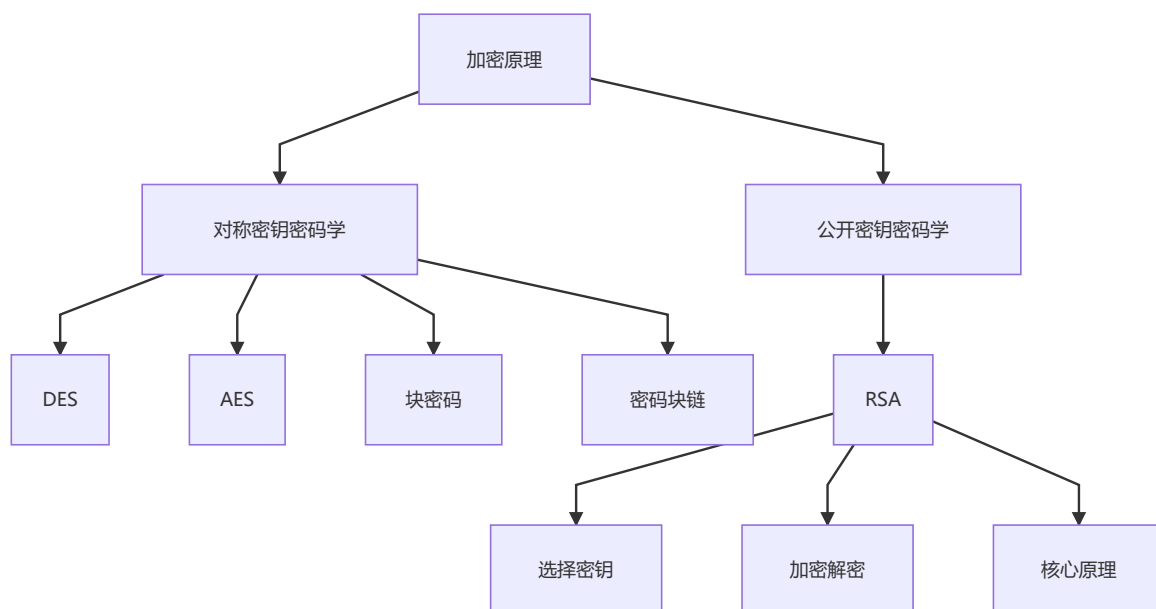 加密原理
对称密钥密码学
公开密钥密码学
DES
AES
块密码
密码块链
RSA
选择密钥
加密解密
核心原理